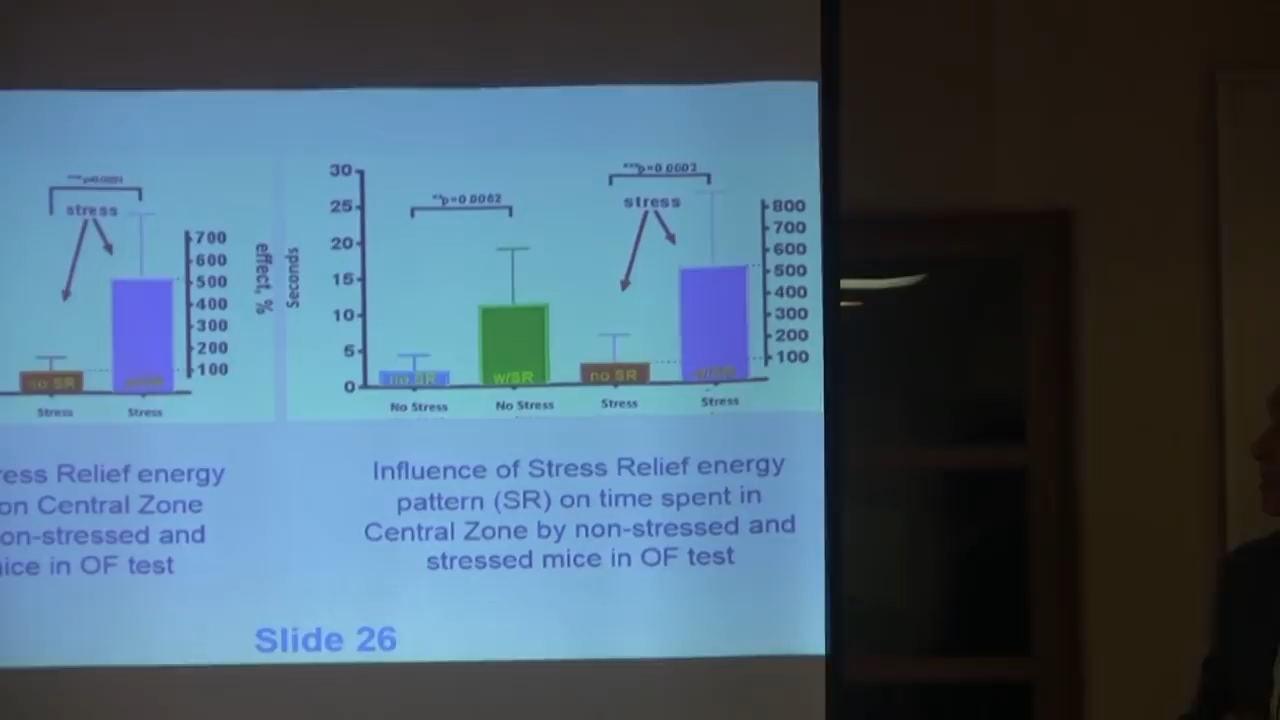 stress
700
600
500
400
300
200
100
effect, %
no SR
Stress
Stress
ress Relief energy
on Central Zone
on-stressed and
ice in OF test
Seconds
30
25
20
15
10
5
0
**p=0.0062
stress
800
700
600
500
400
300
200
100
no SR
w/SR
no SR
w/SR
No Stress
No Stress
Stress
Stress
Influence of Stress Relief energy
pattern (SR) on time spent in
Central Zone by non-stressed and
stressed mice in OF test
Slide 26